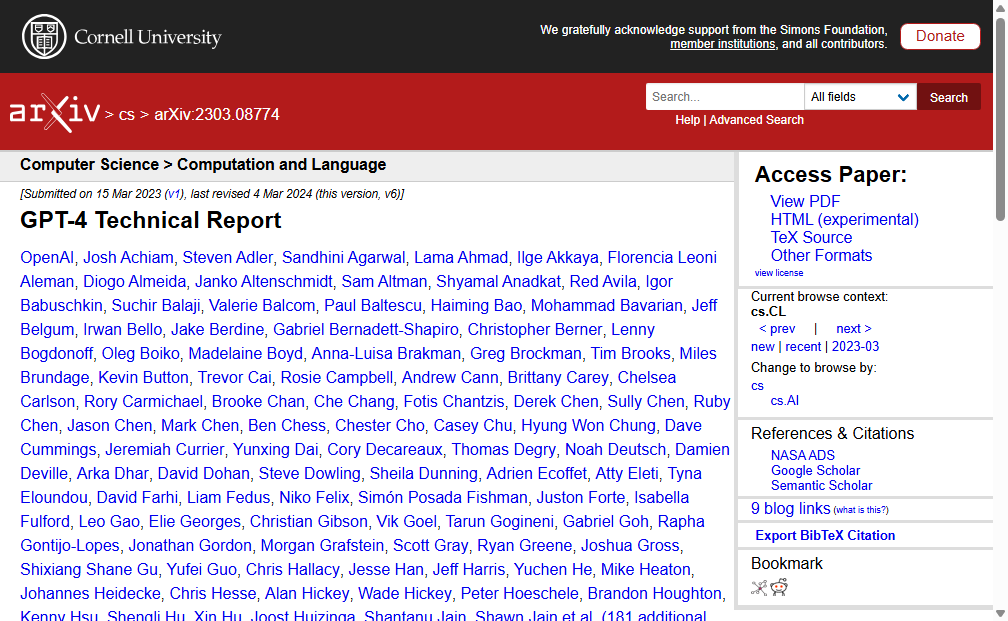 Cornell University
We gratefully acknowledge support from the Simons Foundation,
member institutions, and all contributors.
Donate
arXiv > cs > arXiv:2303.08774
Search...
All fields
Search
Help | Advanced Search
Computer Science > Computation and Language
[Submitted on 15 Mar 2023 (v1), last revised 4 Mar 2024 (this version, v6)]
GPT-4 Technical Report
OpenAI, Josh Achiam, Steven Adler, Sandhini Agarwal, Lama Ahmad, Ilge Akkaya, Florencia Leoni
Aleman, Diogo Almeida, Janko Altenschmidt, Sam Altman, Shyamal Anadkat, Red Avila, Igor
Babuschkin, Suchir Balaji, Valerie Balcom, Paul Baltescu, Haiming Bao, Mohammad Bavarian, Jeff
Belgum, Irwan Bello, Jake Berdine, Gabriel Bernadett-Shapiro, Christopher Berner, Lenny
Bogdonoff, Oleg Boiko, Madelaine Boyd, Anna-Luisa Brakman, Greg Brockman, Tim Brooks, Miles
Brundage, Kevin Button, Trevor Cai, Rosie Campbell, Andrew Cann, Brittany Carey, Chelsea
Carlson, Rory Carmichael, Brooke Chan, Che Chang, Fotis Chantzis, Derek Chen, Sully Chen, Ruby
Chen, Jason Chen, Mark Chen, Ben Chess, Chester Cho, Casey Chu, Hyung Won Chung, Dave
Cummings, Jeremiah Currier, Yunxing Dai, Cory Decareaux, Thomas Degry, Noah Deutsch, Damien
Deville, Arka Dhar, David Dohan, Steve Dowling, Sheila Dunning, Adrien Ecoffet, Atty Eleti, Tyna
Eloundou, David Farhi, Liam Fedus, Niko Felix, Simón Posada Fishman, Juston Forte, Isabella
Fulford, Leo Gao, Elie Georges, Christian Gibson, Vik Goel, Tarun Gogineni, Gabriel Goh, Rapha
Gontijo-Lopes, Jonathan Gordon, Morgan Grafstein, Scott Gray, Ryan Greene, Joshua Gross,
Shixiang Shane Gu, Yufei Guo, Chris Hallacy, Jesse Han, Jeff Harris, Yuchen He, Mike Heaton,
Johannes Heidecke, Chris Hesse, Alan Hickey, Wade Hickey, Peter Hoeschele, Brandon Houghton,
Kenny Hsu, Shengli Hu, Xin Hu, Joost Huizinga, Shantanu Jain, Shawn Jain et al. (181 additional
Access Paper:
View PDF
HTML (experimental)
TeX Source
Other Formats
view license
Current browse context:
cs.CL
< prev | next >
new | recent | 2023-03
Change to browse by:
cs
cs.AI
References & Citations
NASA ADS
Google Scholar
Semantic Scholar
9 blog links (what is this?)
Export BibTeX Citation
Bookmark